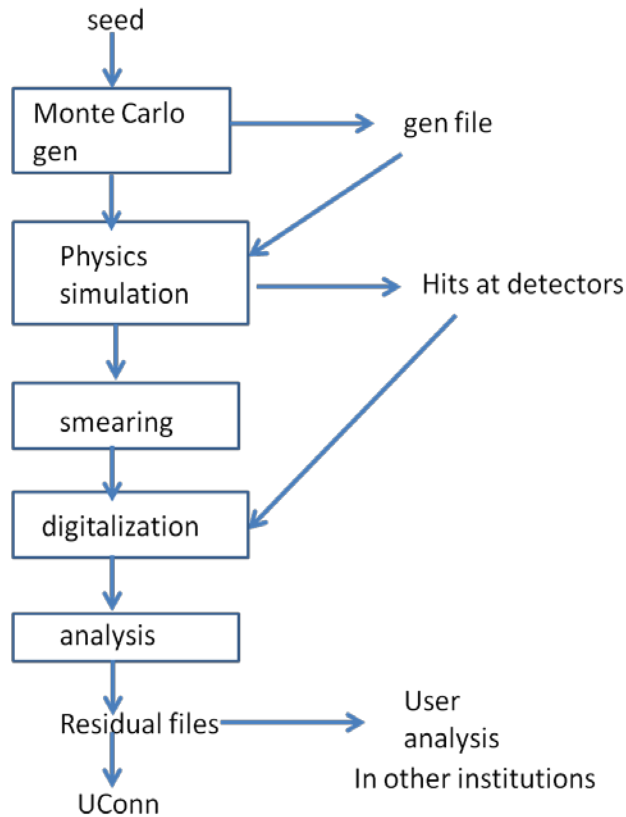 seed
Monte Carlo
gen
gen file
Physics
simulation
Hits at detectors
smearing
digitalization
analysis
Residual files
User
analysis
In other institutions
UConn